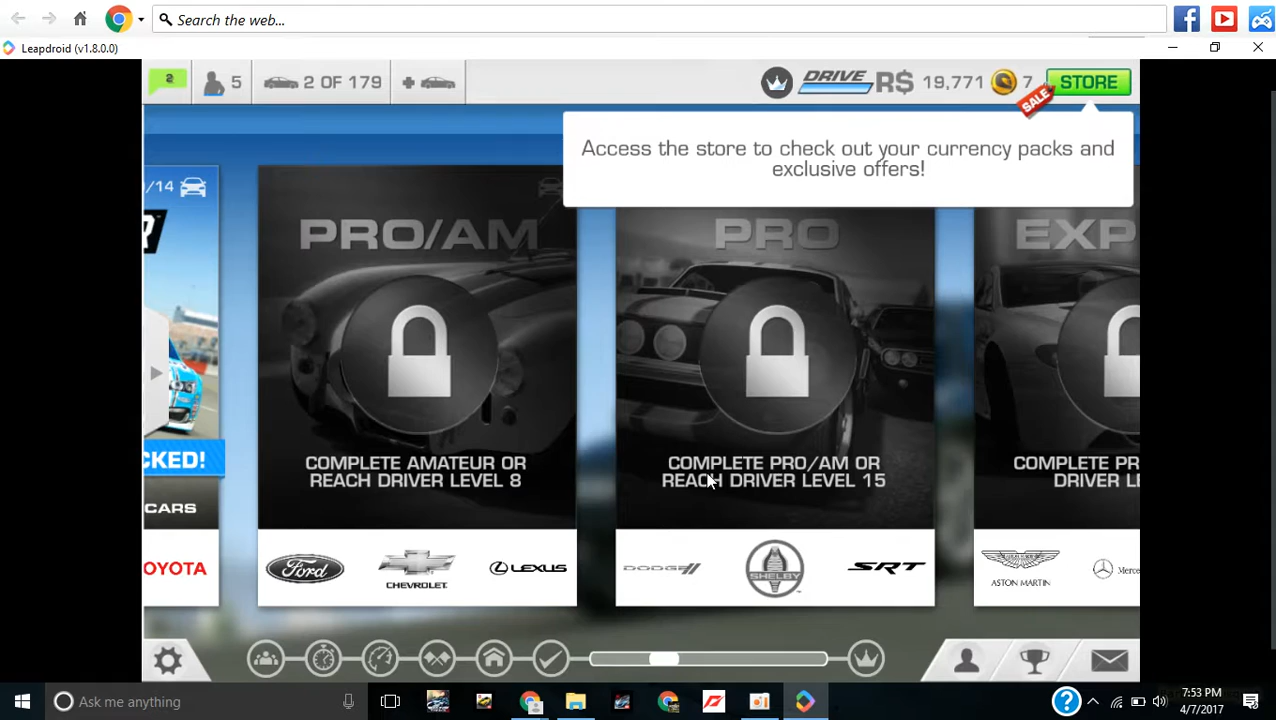 Search the web...
Leapdroid (v1.8.0.0)
2
5
2 OF 179
DRIVE
R$ 19,771
7
STORE
SALE
Access the store to check out your currency packs and
exclusive offers!
/14
R
CKED!
CARS
OYOTA
PRO/AM
COMPLETE AMATEUR OR
REACH DRIVER LEVEL 8
Ford
CHEVROLET
LEXUS
PRO
COMPLETE PRO/AM OR
REACH DRIVER LEVEL 15
DODGE
SHELBY
SRT
EXP
COMPLETE PR
DRIVER LE
ASTON MARTIN
Merce
Ask me anything
7:53 PM
4/7/2017